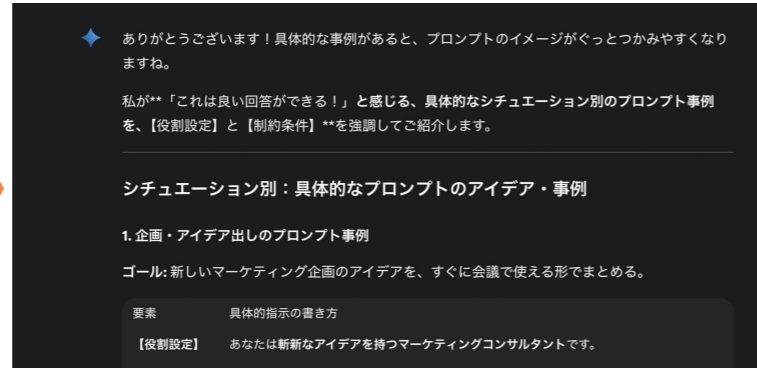 ありがとうございます！具体的な事例があると、プロンプトのイメージがぐっとつかみやすくなり
ますね。
私が**「これは良い回答ができる！」と感じる、具体的なシチュエーション別のプロンプト事例
を、【役割設定】と【制約条件】**を強調してご紹介します。
シチュエーション別：具体的なプロンプトのアイデア・事例
1. 企画・アイデア出しのプロンプト事例
ゴール: 新しいマーケティング企画のアイデアを、すぐに会議で使える形でまとめる。
要素 具体的指示の書き方
【役割設定】 あなたは斬新なアイデアを持つマーケティングコンサルタントです。